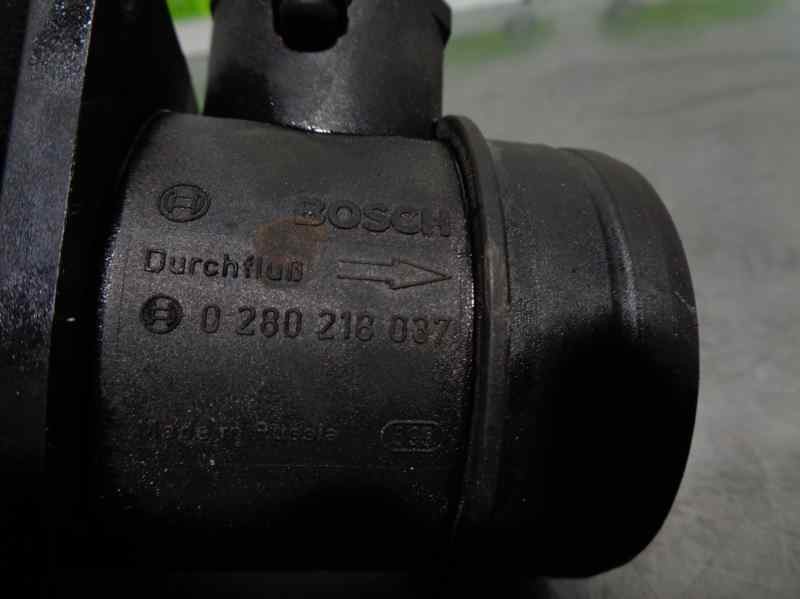 BOSCH
Durchfluß
0 280 218 037
Made in Russia